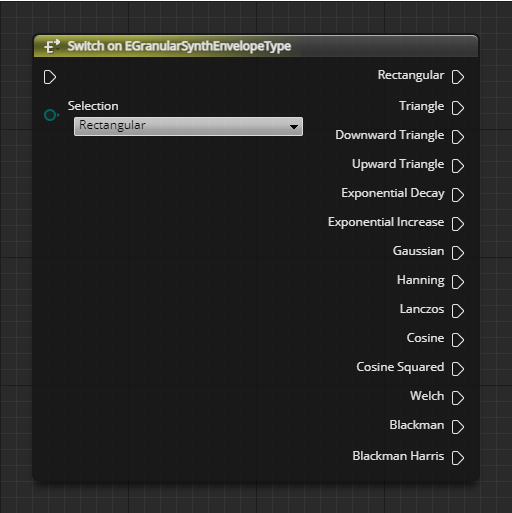 Switch on EGranularSynthEnvelopeType
Rectangular
Selection
Rectangular
Triangle
Downward Triangle
Upward Triangle
Exponential Decay
Exponential Increase
Gaussian
Hanning
Lanczos
Cosine
Cosine Squared
Welch
Blackman
Blackman Harris